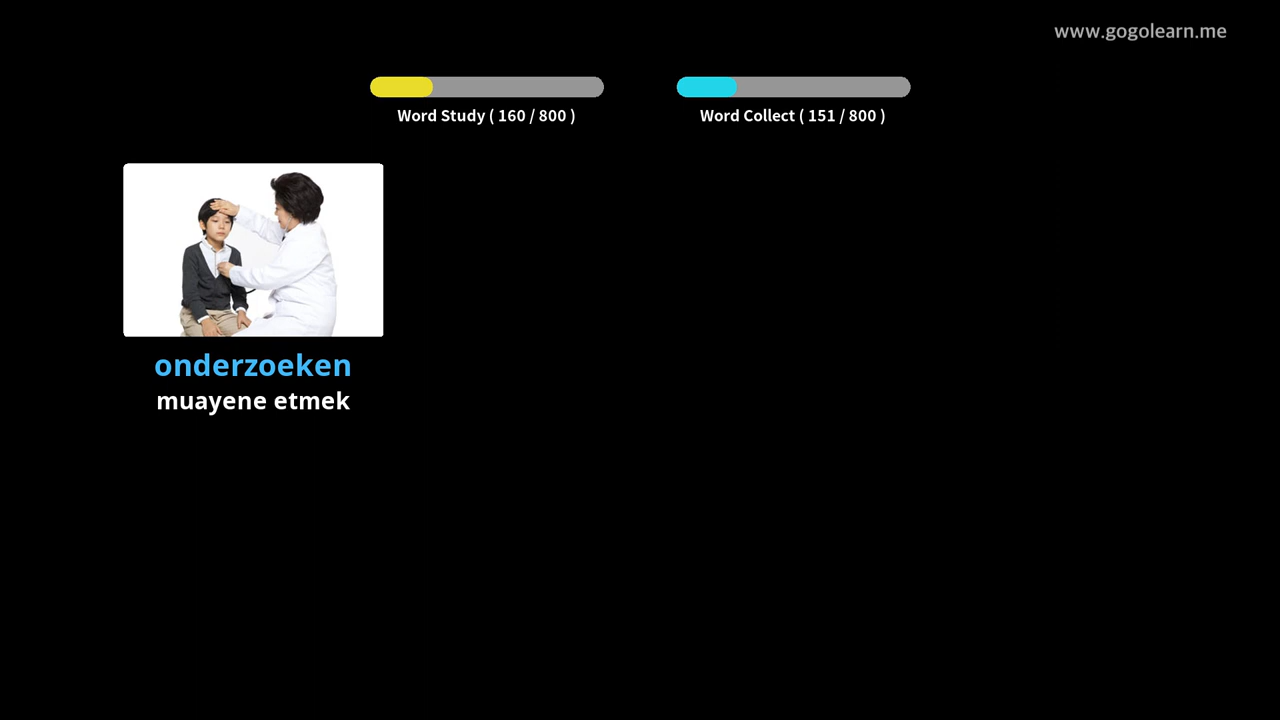 www.gogolearn.me
Word Study ( 160 / 800 )
Word Collect ( 151 / 800 )
onderzoeken
muayene etmek